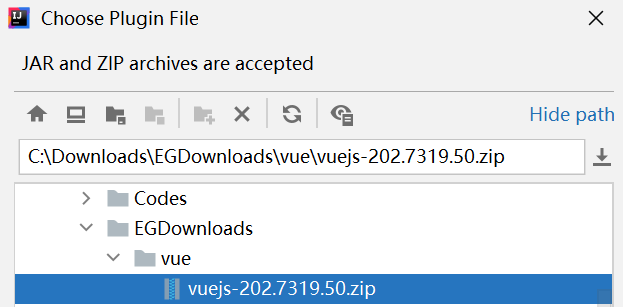 Choose Plugin File
JAR and ZIP archives are accepted
Hide path
C:\Downloads\EGDownloads\vue\vuejs-202.7319.50.zip
Codes
EGDownloads
vue
vuejs-202.7319.50.zip